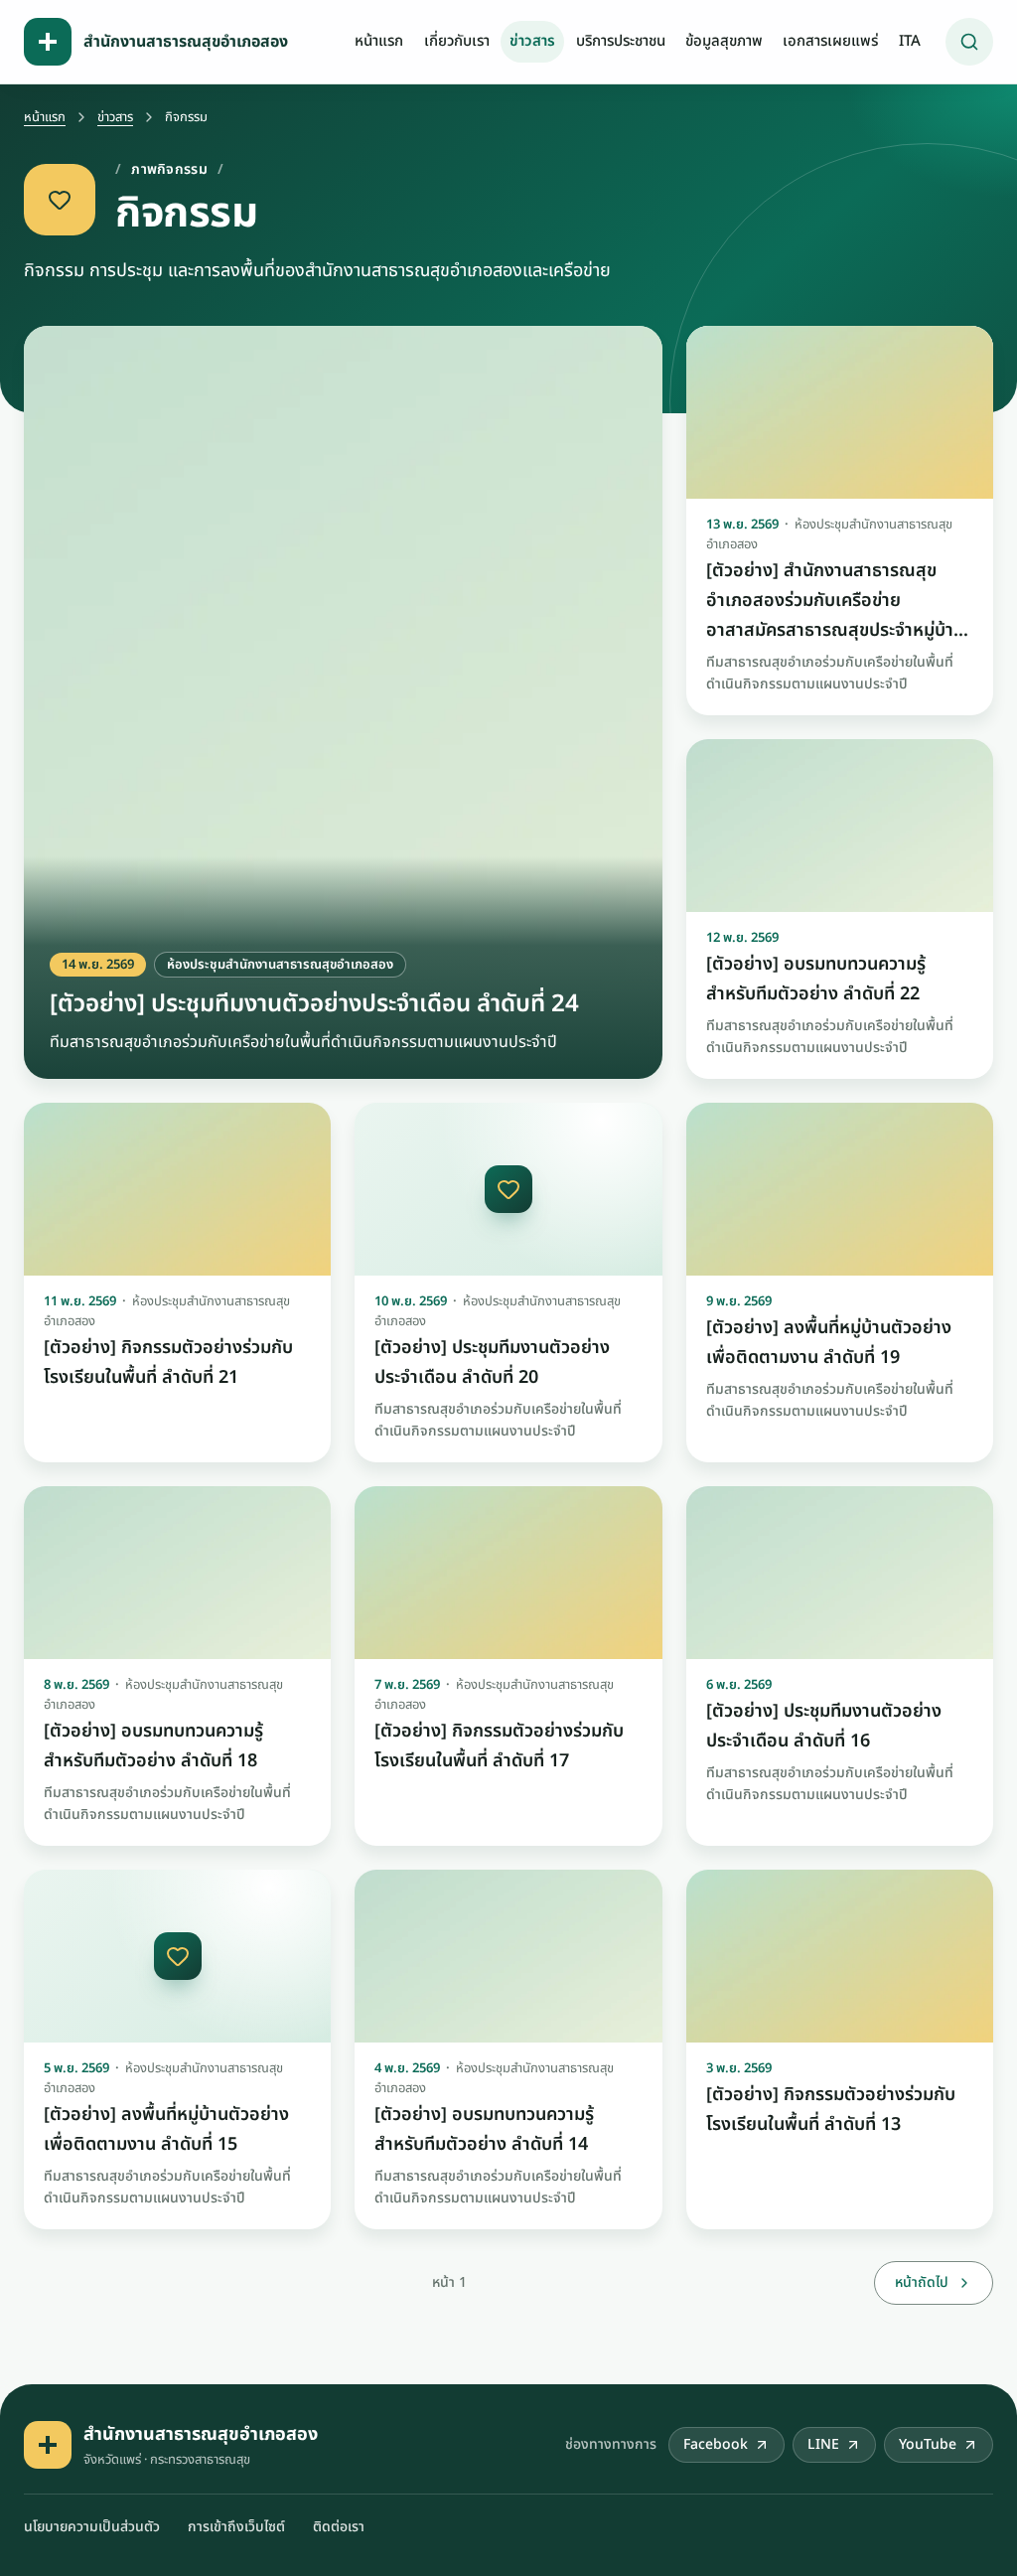 สำนักงานสาธารณสุขอำเภอสอง
หน้าแรก
เกี่ยวกับเรา
ข่าวสาร
บริการประชาชน
ข้อมูลสุขภาพ
เอกสารเผยแพร่
ITA
หน้าแรก > ข่าวสาร > กิจกรรม
/ ภาพกิจกรรม /
กิจกรรม
กิจกรรม การประชุม และการลงพื้นที่ของสำนักงานสาธารณสุขอำเภอสองและเครือข่าย
14 พ.ย. 2569 ห้องประชุมสำนักงานสาธารณสุขอำเภอสอง
[ตัวอย่าง] ประชุมทีมงานตัวอย่างประจำเดือน ลำดับที่ 24
ทีมสาธารณสุขอำเภอร่วมกับเครือข่ายในพื้นที่ดำเนินกิจกรรมตามแผนงานประจำปี
13 พ.ย. 2569 · ห้องประชุมสำนักงานสาธารณสุข
อำเภอสอง
[ตัวอย่าง] สำนักงานสาธารณสุข
อำเภอสองร่วมกับเครือข่าย
อาสาสมัครสาธารณสุขประจำหมู่บ้า...
ทีมสาธารณสุขอำเภอร่วมกับเครือข่ายในพื้นที่
ดำเนินกิจกรรมตามแผนงานประจำปี
12 พ.ย. 2569
[ตัวอย่าง] อบรมทบทวนความรู้
สำหรับทีมตัวอย่าง ลำดับที่ 22
ทีมสาธารณสุขอำเภอร่วมกับเครือข่ายในพื้นที่
ดำเนินกิจกรรมตามแผนงานประจำปี
11 พ.ย. 2569 · ห้องประชุมสำนักงานสาธารณสุข
อำเภอสอง
[ตัวอย่าง] กิจกรรมตัวอย่างร่วมกับ
โรงเรียนในพื้นที่ ลำดับที่ 21
10 พ.ย. 2569 · ห้องประชุมสำนักงานสาธารณสุข
อำเภอสอง
[ตัวอย่าง] ประชุมทีมงานตัวอย่าง
ประจำเดือน ลำดับที่ 20
ทีมสาธารณสุขอำเภอร่วมกับเครือข่ายในพื้นที่
ดำเนินกิจกรรมตามแผนงานประจำปี
9 พ.ย. 2569
[ตัวอย่าง] ลงพื้นที่หมู่บ้านตัวอย่าง
เพื่อติดตามงาน ลำดับที่ 19
ทีมสาธารณสุขอำเภอร่วมกับเครือข่ายในพื้นที่
ดำเนินกิจกรรมตามแผนงานประจำปี
8 พ.ย. 2569 · ห้องประชุมสำนักงานสาธารณสุข
อำเภอสอง
[ตัวอย่าง] อบรมทบทวนความรู้
สำหรับทีมตัวอย่าง ลำดับที่ 18
ทีมสาธารณสุขอำเภอร่วมกับเครือข่ายในพื้นที่
ดำเนินกิจกรรมตามแผนงานประจำปี
7 พ.ย. 2569 · ห้องประชุมสำนักงานสาธารณสุข
อำเภอสอง
[ตัวอย่าง] กิจกรรมตัวอย่างร่วมกับ
โรงเรียนในพื้นที่ ลำดับที่ 17
6 พ.ย. 2569
[ตัวอย่าง] ประชุมทีมงานตัวอย่าง
ประจำเดือน ลำดับที่ 16
ทีมสาธารณสุขอำเภอร่วมกับเครือข่ายในพื้นที่
ดำเนินกิจกรรมตามแผนงานประจำปี
5 พ.ย. 2569 · ห้องประชุมสำนักงานสาธารณสุข
อำเภอสอง
[ตัวอย่าง] ลงพื้นที่หมู่บ้านตัวอย่าง
เพื่อติดตามงาน ลำดับที่ 15
ทีมสาธารณสุขอำเภอร่วมกับเครือข่ายในพื้นที่
ดำเนินกิจกรรมตามแผนงานประจำปี
4 พ.ย. 2569 · ห้องประชุมสำนักงานสาธารณสุข
อำเภอสอง
[ตัวอย่าง] อบรมทบทวนความรู้
สำหรับทีมตัวอย่าง ลำดับที่ 14
ทีมสาธารณสุขอำเภอร่วมกับเครือข่ายในพื้นที่
ดำเนินกิจกรรมตามแผนงานประจำปี
3 พ.ย. 2569
[ตัวอย่าง] กิจกรรมตัวอย่างร่วมกับ
โรงเรียนในพื้นที่ ลำดับที่ 13
หน้า 1
หน้าถัดไป
สำนักงานสาธารณสุขอำเภอสอง
จังหวัดแพร่ · กระทรวงสาธารณสุข
ช่องทางทางการ
Facebook
LINE
YouTube
นโยบายความเป็นส่วนตัว
การเข้าถึงเว็บไซต์
ติดต่อเรา